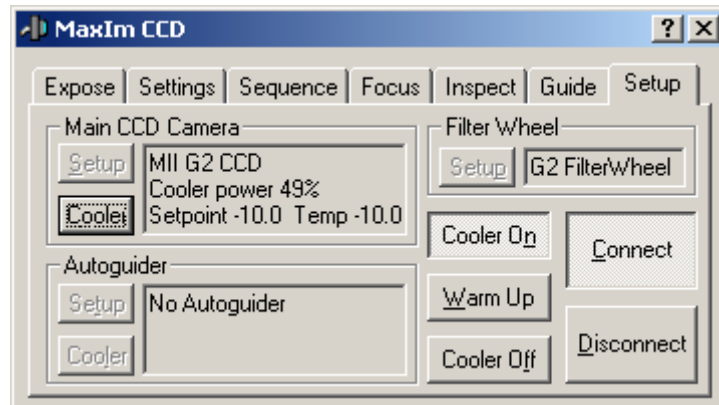 MaxIm CCD
Expose Settings Sequence Focus Inspect Guide Setup
Main CCD Camera
Setup
MII G2 CCD
Cooler power 49%
Cooler
Setpoint -10.0 Temp -10.0
Filter Wheel
Setup
G2 FilterWheel
Autoguider
Setup
No Autoguider
Cooler
Cooler On
Warm Up
Cooler Off
Connect
Disconnect